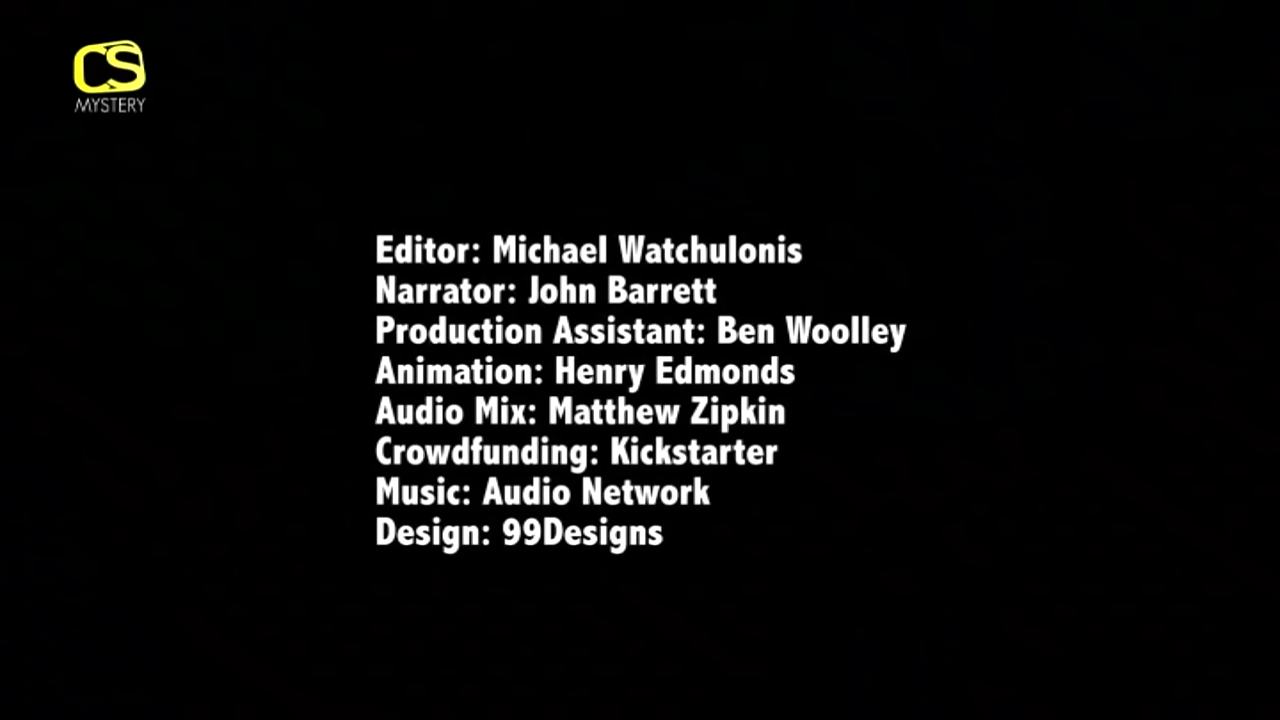 CS
MYSTERY
Editor: Michael Watchulonis
Narrator: John Barrett
Production Assistant: Ben Woolley
Animation: Henry Edmonds
Audio Mix: Matthew Zipkin
Crowdfunding: Kickstarter
Music: Audio Network
Design: 99Designs